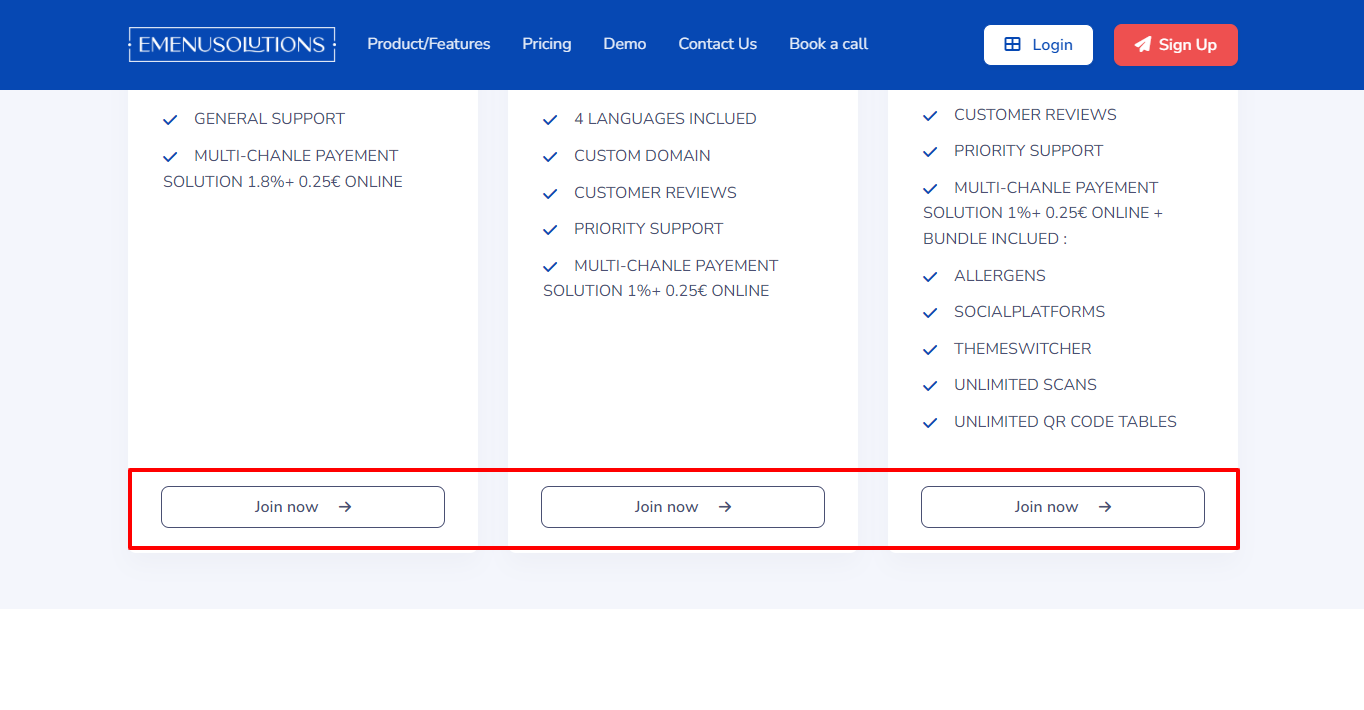 EMENUSOLUTIONS
Product/Features
Pricing
Demo
Contact Us
Book a call
Login
Sign Up
GENERAL SUPPORT
MULTI-CHANLE PAYEMENT
SOLUTION 1.8%+ 0.25€ ONLINE
Join now
4 LANGUAGES INCLUED
CUSTOM DOMAIN
CUSTOMER REVIEWS
PRIORITY SUPPORT
MULTI-CHANLE PAYEMENT
SOLUTION 1%+ 0.25€ ONLINE
Join now
CUSTOMER REVIEWS
PRIORITY SUPPORT
MULTI-CHANLE PAYEMENT
SOLUTION 1%+ 0.25€ ONLINE +
BUNDLE INCLUED :
ALLERGENS
SOCIALPLATFORMS
THEMESWITCHER
UNLIMITED SCANS
UNLIMITED QR CODE TABLES
Join now